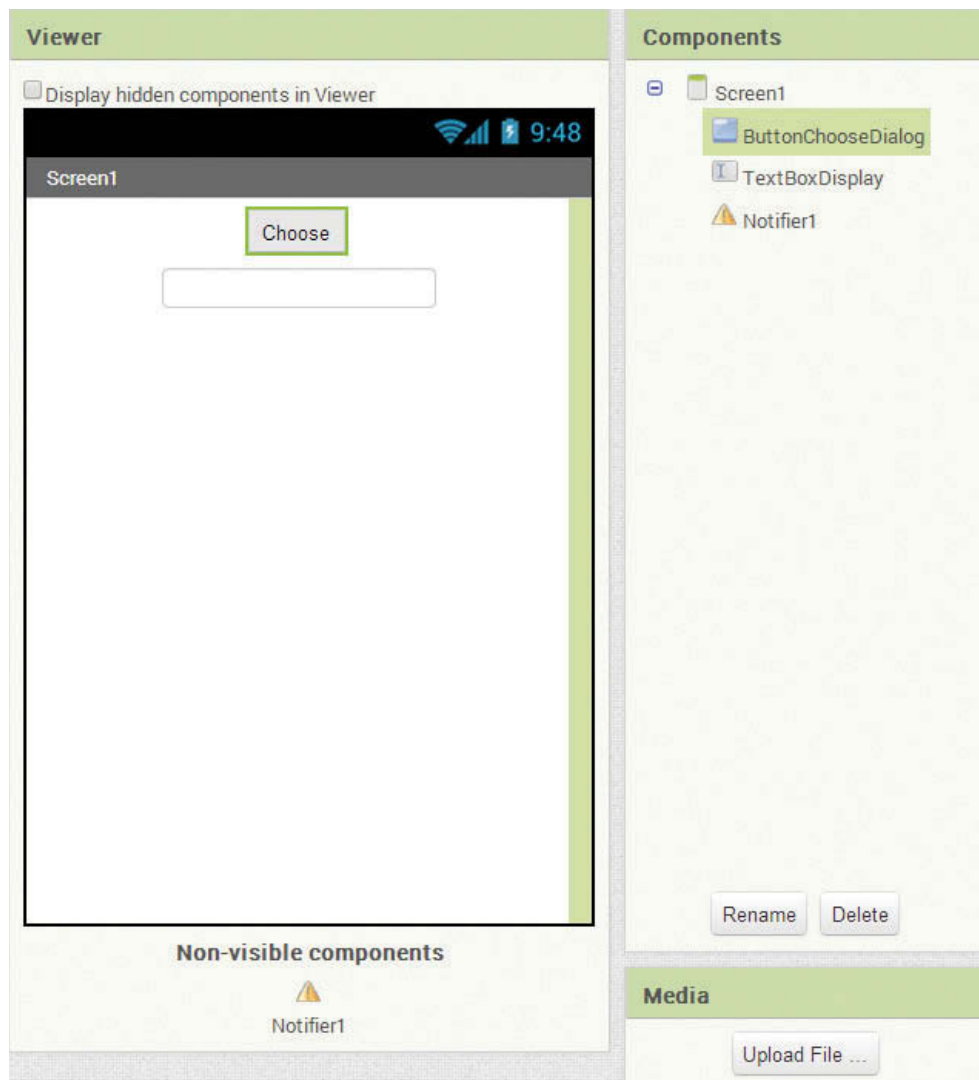 Viewer
Display hidden components in Viewer
9:48
Screen1
Choose
Non-visible components
Notifier1
Components
Screen1
ButtonChooseDialog
TextBoxDisplay
Notifier1
Rename Delete
Media
Upload File ...